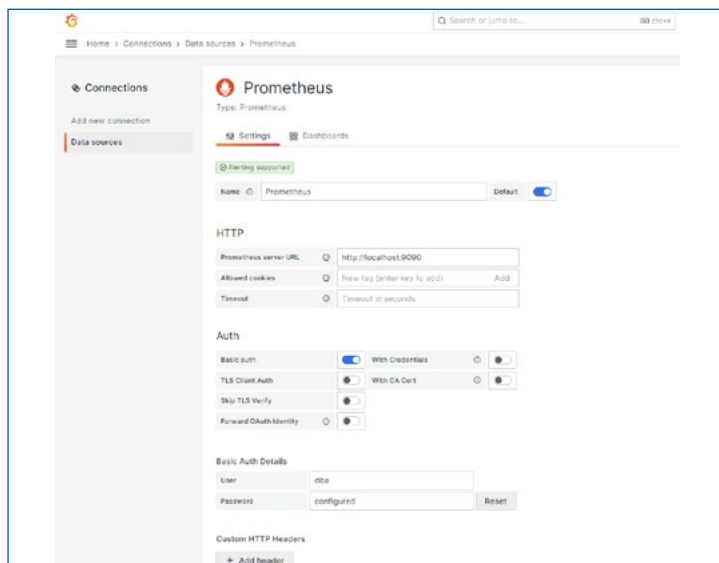 Search or jump to...
ctrl+k
Home > Connections > Data sources > Prometheus
Connections
Add new connection
Data sources
Prometheus
Type: Prometheus
Settings Dashboards
Alerting supported
Name Prometheus Default
HTTP
Prometheus server URL http://localhost:9090
Allowed cookies New tag (enter key to add) Add
Timeout Timeout in seconds
Auth
Basic auth With Credentials
TLS Client Auth With CA Cert
Skip TLS Verify
Forward OAuth Identity
Basic Auth Details
User dba
Password configured Reset
Custom HTTP Headers
+ Add header